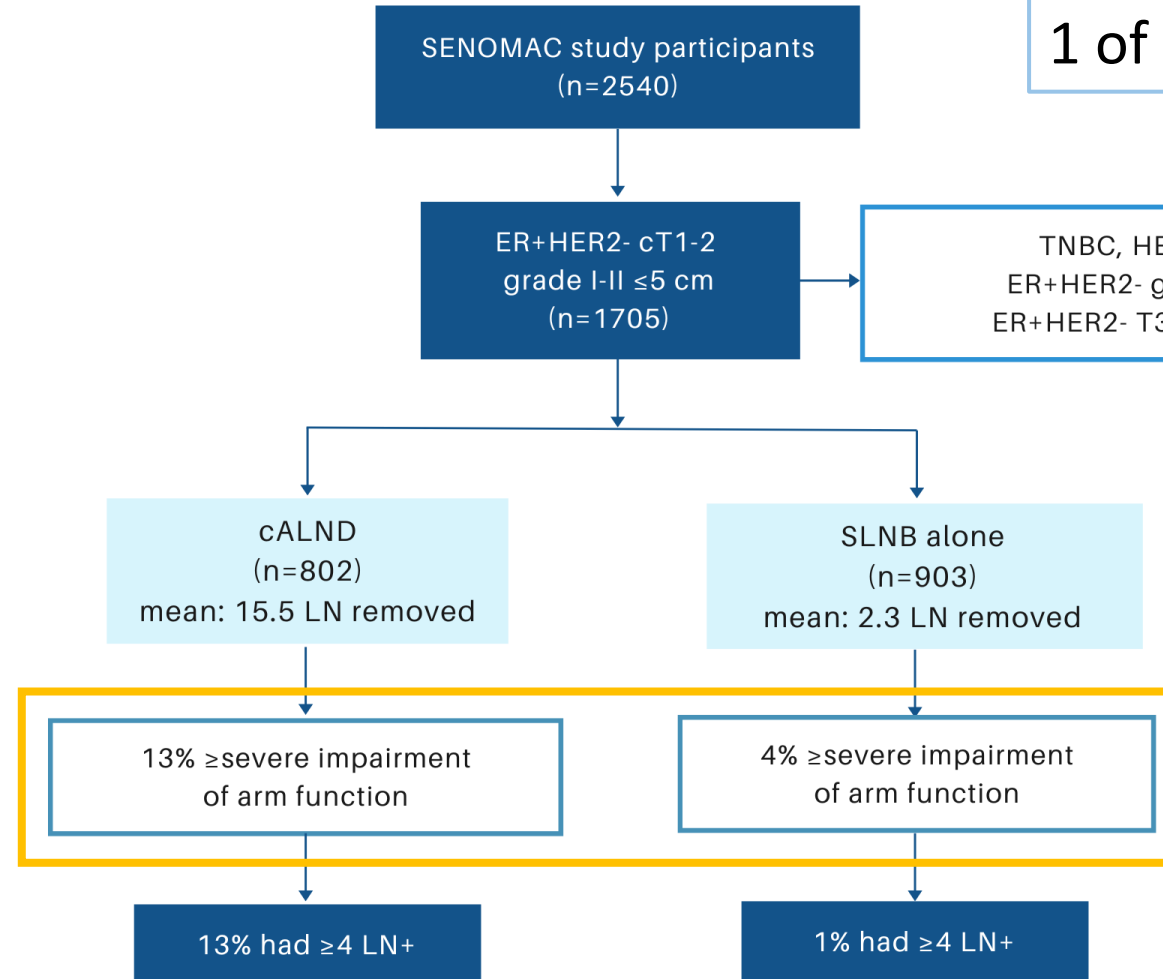 SENOMAC study participants
(n=2540)
1 of
ER+HER2- cT1-2
grade I-II ≤5 cm
(n=1705)
TNBC,
ER+HER2-
ER+HER2-
cALND
(n=802)
mean: 15.5 LN removed
SLNB alone
(n=903)
mean: 2.3 LN removed
13% ≥severe impairment
of arm function
4% ≥severe impairment
of arm function
13% had ≥4 LN+
1% had ≥4 LN+